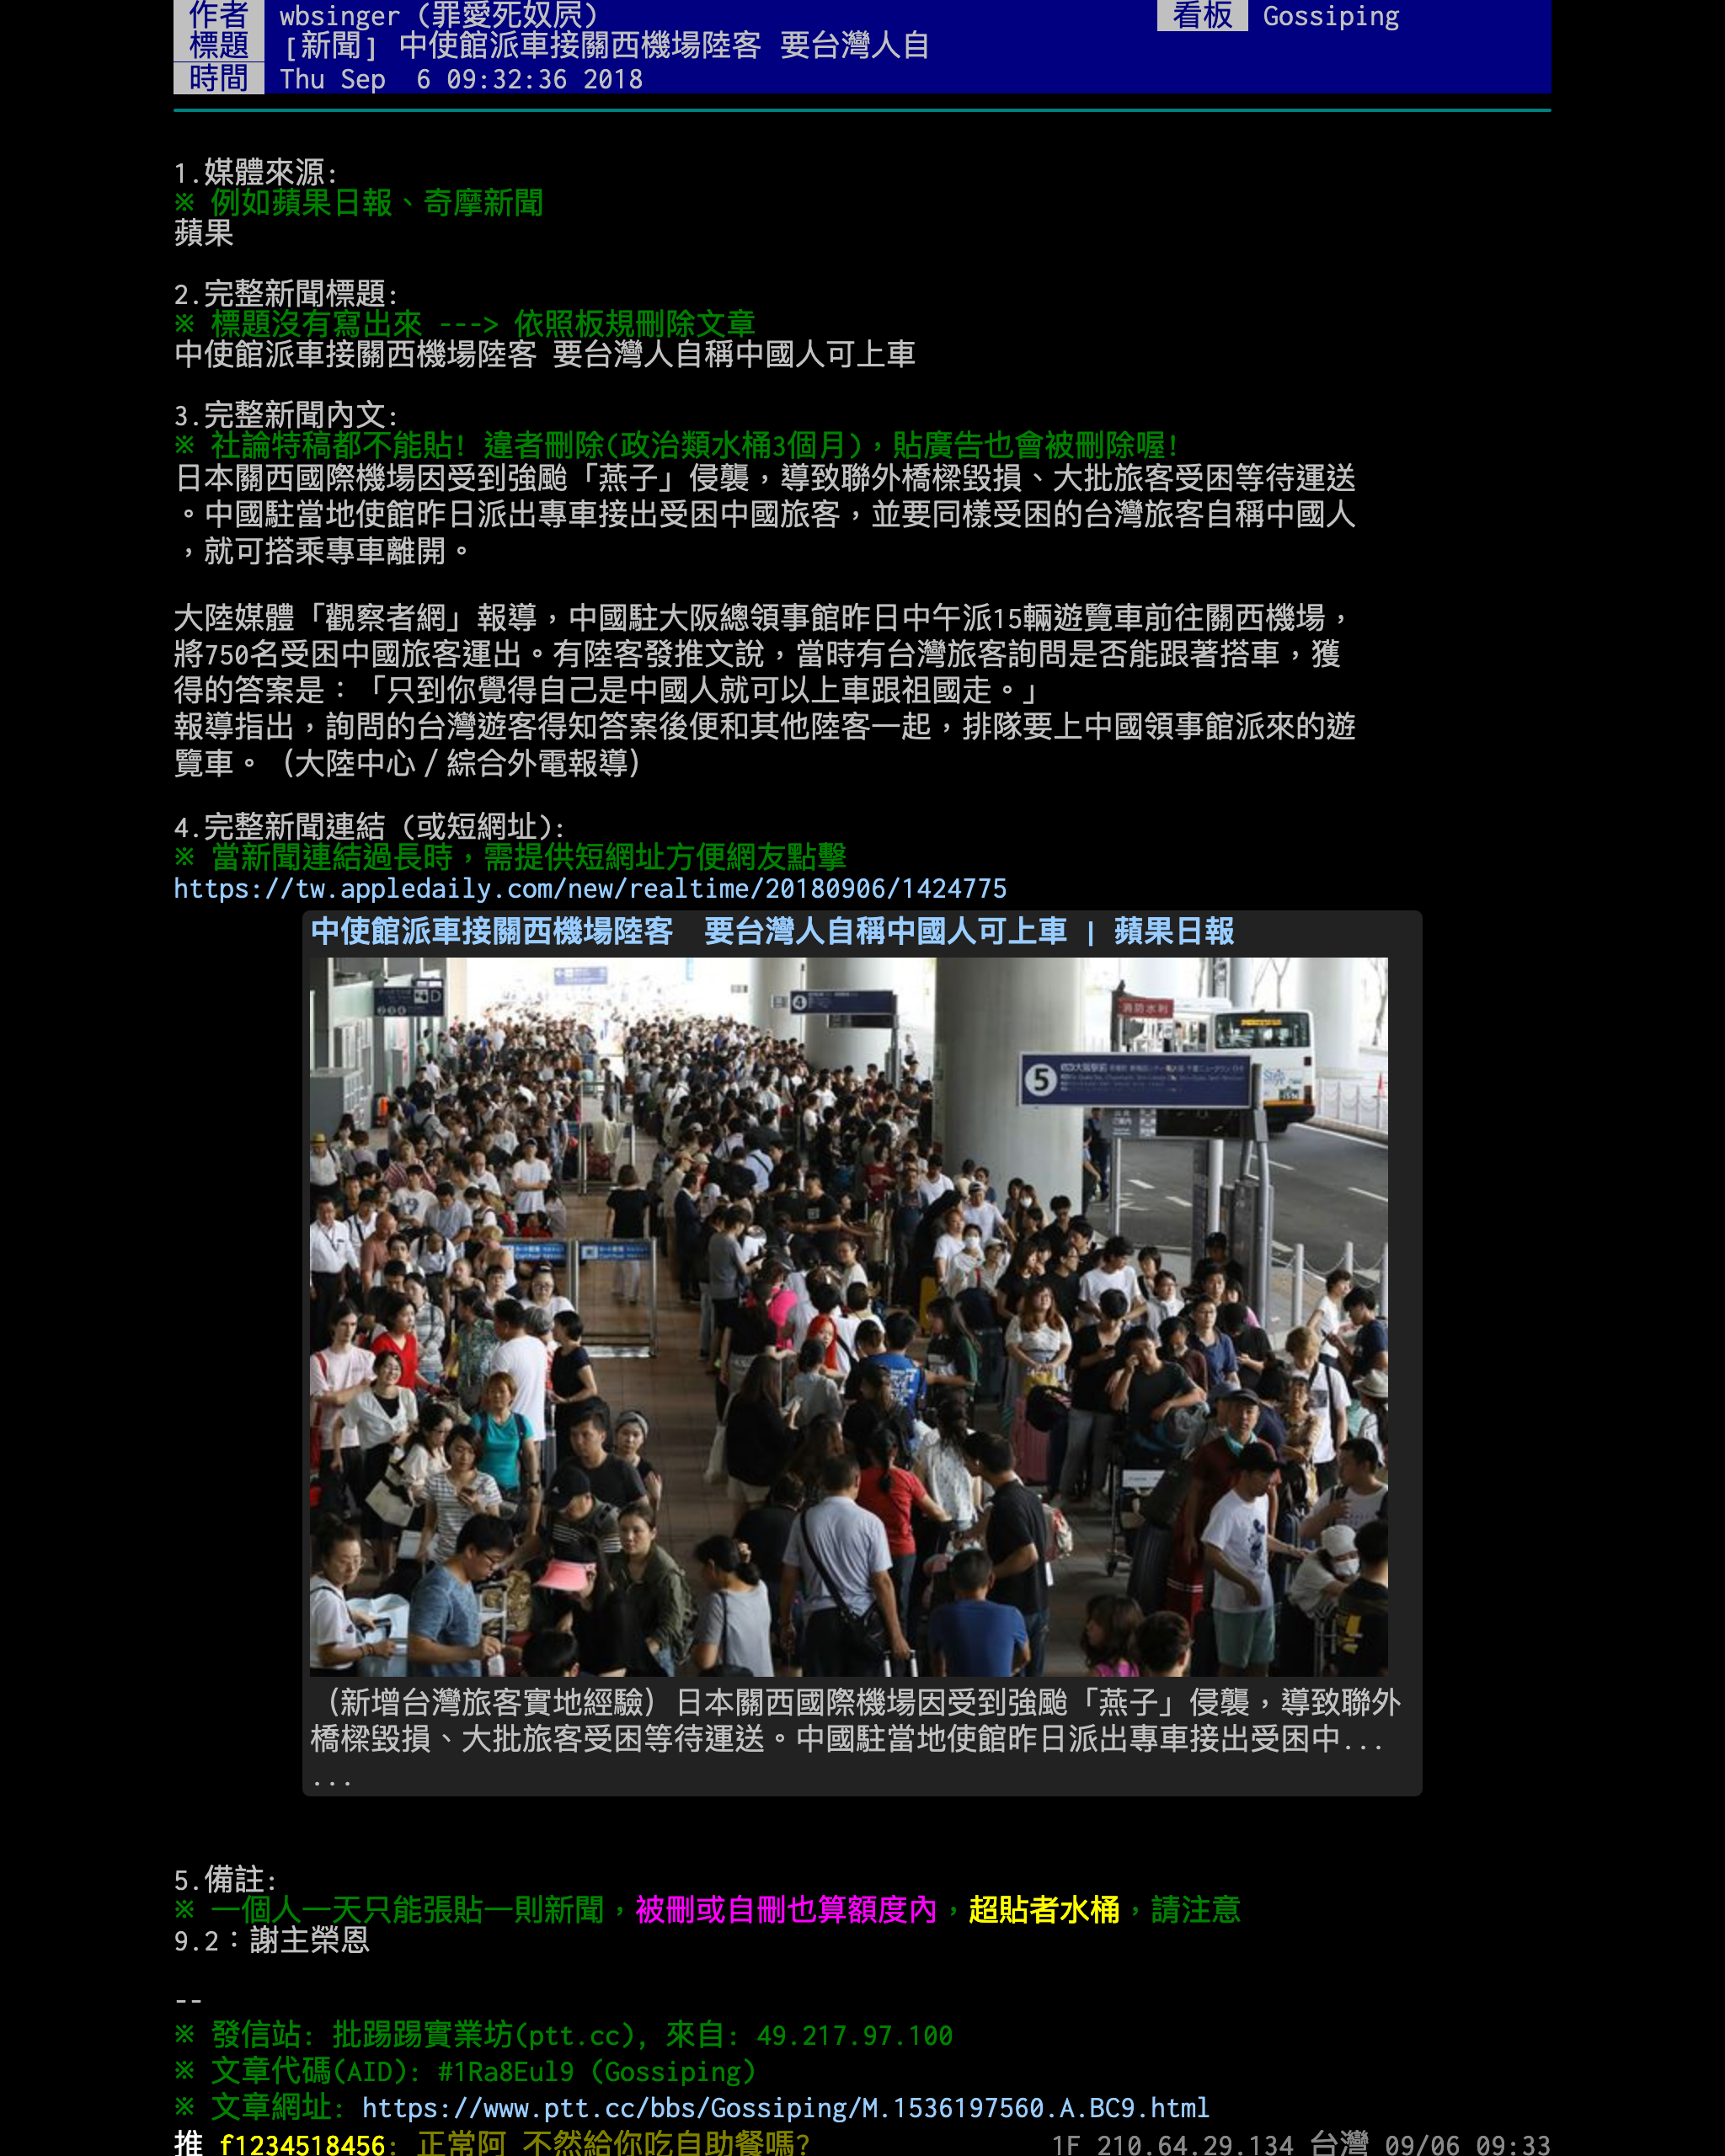 作者 wbsinger (罪愛死奴屄) 看板 Gossiping
標題 [新聞] 中使館派車接關西機場陸客 要台灣人自
時間 Thu Sep  6 09:32:36 2018
1.媒體來源:
※ 例如蘋果日報、奇摩新聞
蘋果
2.完整新聞標題:
※ 標題沒有寫出來 ---> 依照板規刪除文章
中使館派車接關西機場陸客 要台灣人自稱中國人可上車
3.完整新聞內文:
※ 社論特稿都不能貼! 違者刪除(政治類水桶3個月)，貼廣告也會被刪除喔!
日本關西國際機場因受到強颱「燕子」侵襲，導致聯外橋樑毀損、大批旅客受困等待運送
。中國駐當地使館昨日派出專車接出受困中國旅客，並要同樣受困的台灣旅客自稱中國人
，就可搭乘專車離開。
大陸媒體「觀察者網」報導，中國駐大阪總領事館昨日中午派15輛遊覽車前往關西機場，
將750名受困中國旅客運出。有陸客發推文說，當時有台灣旅客詢問是否能跟著搭車，獲
得的答案是：「只到你覺得自己是中國人就可以上車跟祖國走。」
報導指出，詢問的台灣遊客得知答案後便和其他陸客一起，排隊要上中國領事館派來的遊
覽車。（大陸中心／綜合外電報導）
4.完整新聞連結 (或短網址):
※ 當新聞連結過長時，需提供短網址方便網友點擊
https://tw.appledaily.com/new/realtime/20180906/1424775
中使館派車接關西機場陸客　要台灣人自稱中國人可上車 | 蘋果日報
D
4
消防水利
5
（新增台灣旅客實地經驗）日本關西國際機場因受到強颱「燕子」侵襲，導致聯外
橋樑毀損、大批旅客受困等待運送。中國駐當地使館昨日派出專車接出受困中...
...
5.備註:
※ 一個人一天只能張貼一則新聞，被刪或自刪也算額度內，超貼者水桶，請注意
9.2：謝主榮恩
--
※ 發信站: 批踢踢實業坊(ptt.cc), 來自: 49.217.97.100
※ 文章代碼(AID): #1Ra8Eul9 (Gossiping)
※ 文章網址: https://www.ptt.cc/bbs/Gossiping/M.1536197560.A.BC9.html
推 f1234518456: 正常阿 不然給你吃自助餐嗎? 1F 210.64.29.134 台灣 09/06 09:33